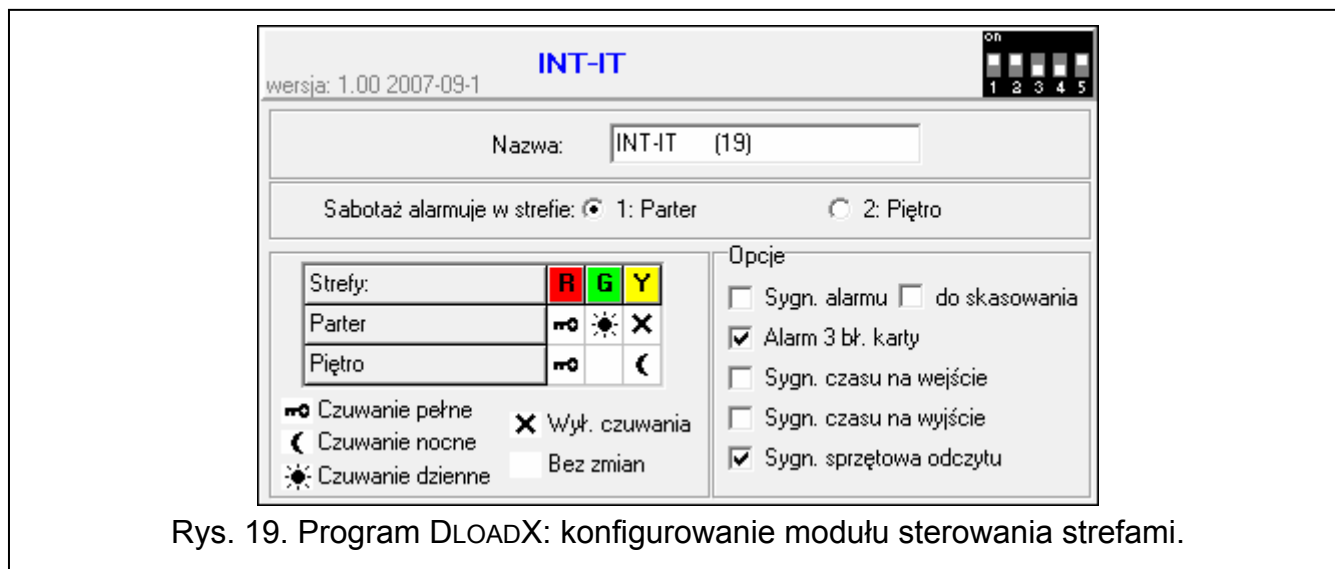 INT-IT
wersja: 1.00 2007-09-1
on
1 2 3 4 5
Nazwa: INT-IT (19)
Sabotaż alarmuje w strefie: 1: Parter 2: Piętro
Strefy: R G Y
Parter
Piętro
Czuwanie pełne
Czuwanie nocne
Czuwanie dzienne
Wył. czuwania
Bez zmian
Opcje
Sygn. alarmu do skasowania
Alarm 3 bł. karty
Sygn. czasu na wejście
Sygn. czasu na wyjście
Sygn. sprzętowa odczytu
Rys. 19. Program DLOADX: konfigurowanie modułu sterowania strefami.